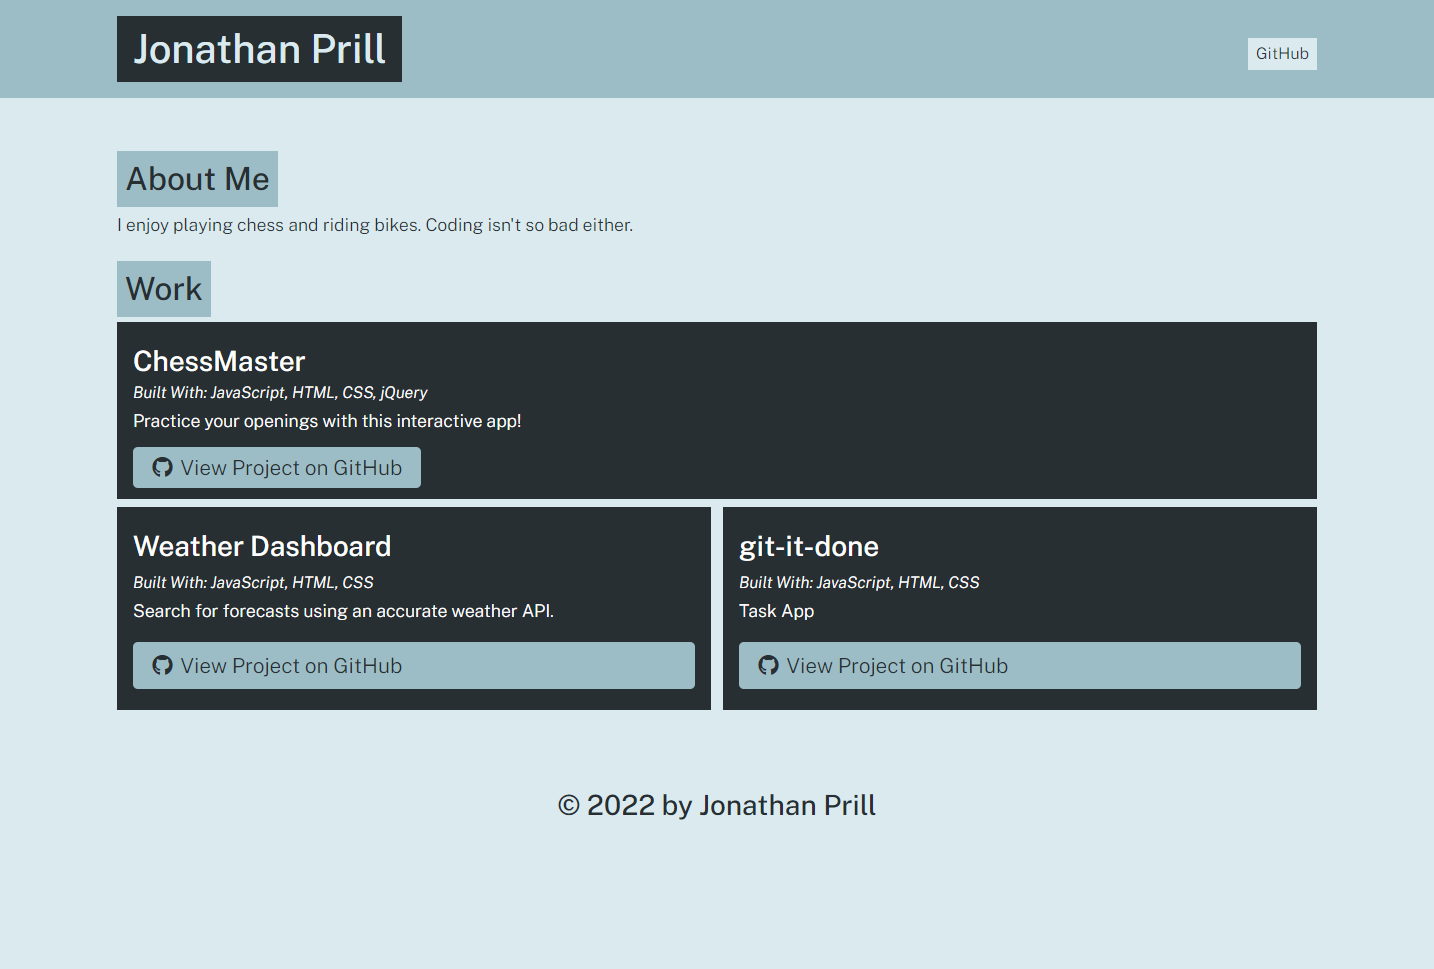 Jonathan Prill
GitHub
About Me
I enjoy playing chess and riding bikes. Coding isn't so bad either.
Work
ChessMaster
Built With: JavaScript, HTML, CSS, jQuery
Practice your openings with this interactive app!
View Project on GitHub
Weather Dashboard
Built With: JavaScript, HTML, CSS
Search for forecasts using an accurate weather API.
View Project on GitHub
git-it-done
Built With: JavaScript, HTML, CSS
Task App
View Project on GitHub
© 2022 by Jonathan Prill